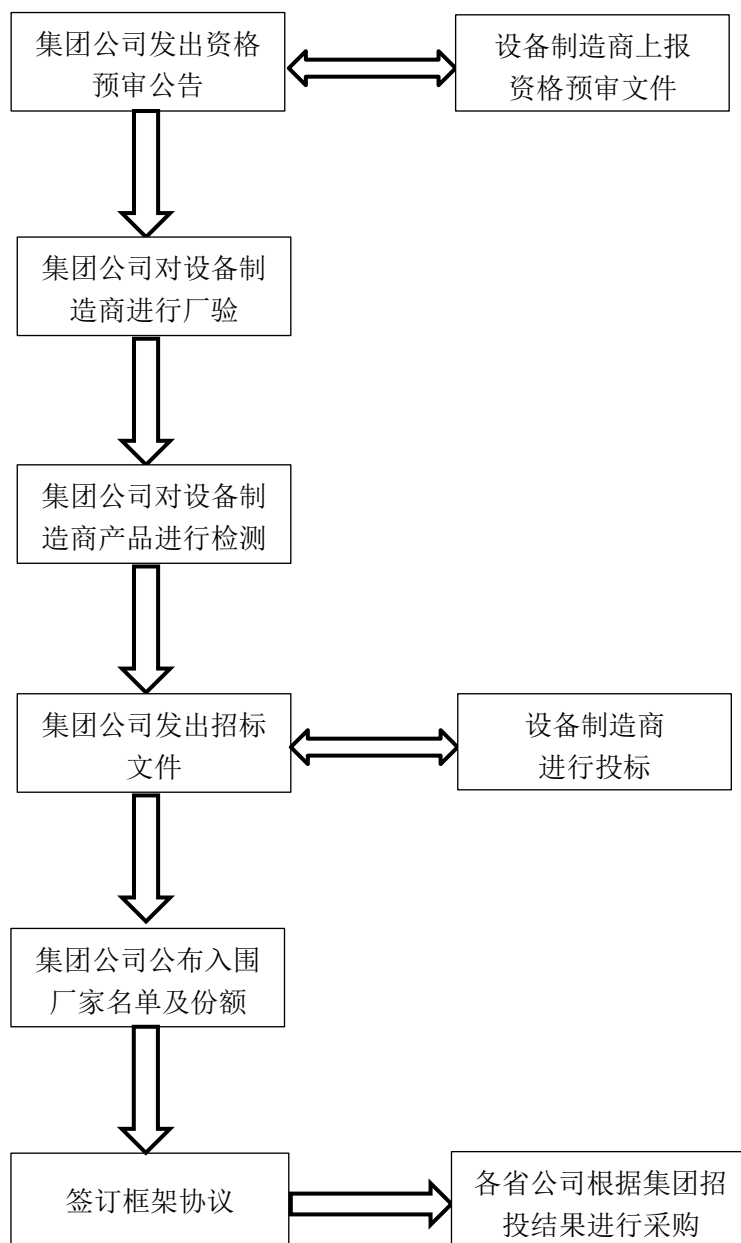 集团公司发出资格
预审公告
设备制造商上报
资格预审文件
集团公司对设备制
造商进行厂验
集团公司对设备制
造商产品进行检测
集团公司发出招标
文件
设备制造商
进行投标
集团公司公布入围
厂家名单及份额
签订框架协议
各省公司根据集团招
投结果进行采购